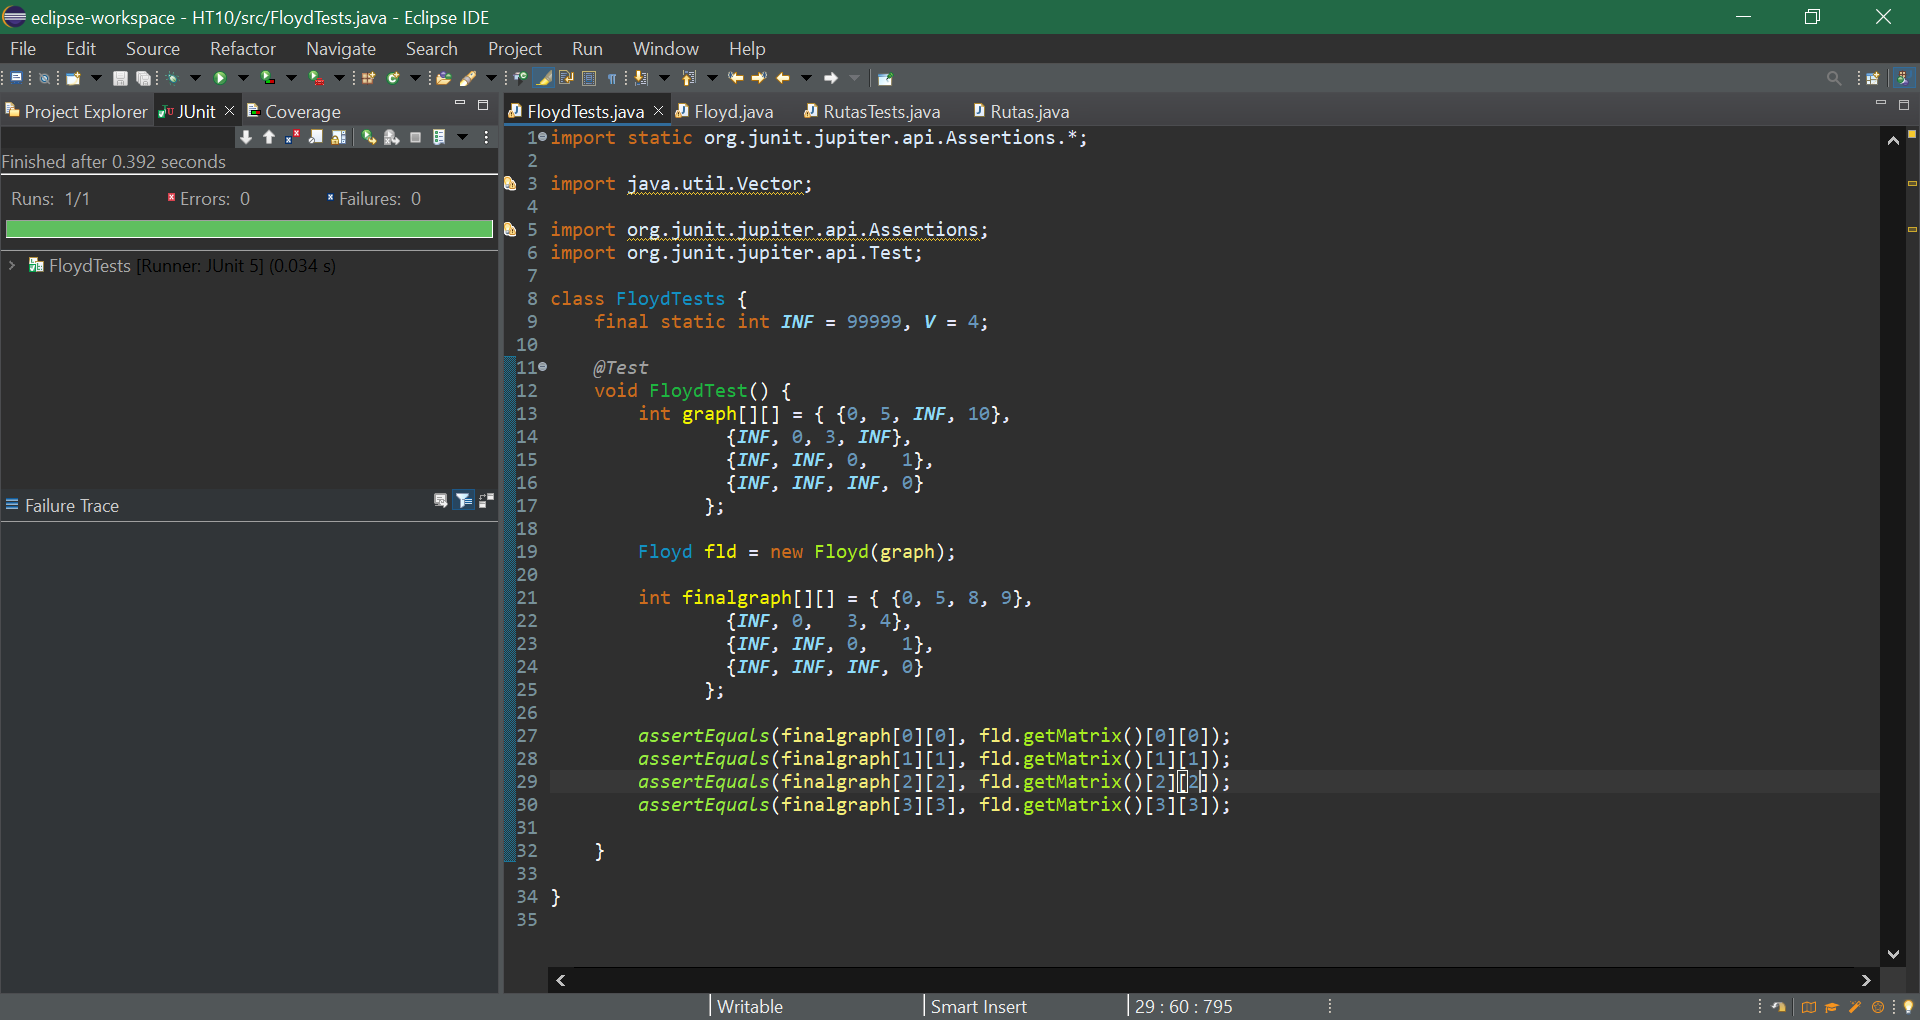 eclipse-workspace - HT10/src/FloydTests.java - Eclipse IDE
File Edit Source Refactor Navigate Search Project Run Window Help
Project Explorer JUnit Coverage
FloydTests.java Floyd.java RutasTests.java Rutas.java
Finished after 0.392 seconds
Runs: 1/1 Errors: 0 Failures: 0
FloydTests [Runner: JUnit 5] (0.034 s)
Failure Trace
1 import static org.junit.jupiter.api.Assertions.*;
2
3 import java.util.Vector;
4
5 import org.junit.jupiter.api.Assertions;
6 import org.junit.jupiter.api.Test;
7
8 class FloydTests {
9     final static int INF = 99999, V = 4;
10
11     @Test
12     void FloydTest() {
13         int graph[][] = { {0, 5, INF, 10},
14                 {INF, 0, 3, INF},
15                 {INF, INF, 0,   1},
16                 {INF, INF, INF, 0}
17               };
18
19         Floyd fld = new Floyd(graph);
20
21         int finalgraph[][] = { {0, 5, 8, 9},
22                 {INF, 0,   3, 4},
23                 {INF, INF, 0,   1},
24                 {INF, INF, INF, 0}
25               };
26
27         assertEquals(finalgraph[0][0], fld.getMatrix()[0][0]);
28         assertEquals(finalgraph[1][1], fld.getMatrix()[1][1]);
29         assertEquals(finalgraph[2][2], fld.getMatrix()[2][2]);
30         assertEquals(finalgraph[3][3], fld.getMatrix()[3][3]);
31
32     }
33
34 }
35
Writable Smart Insert 29 : 60 : 795